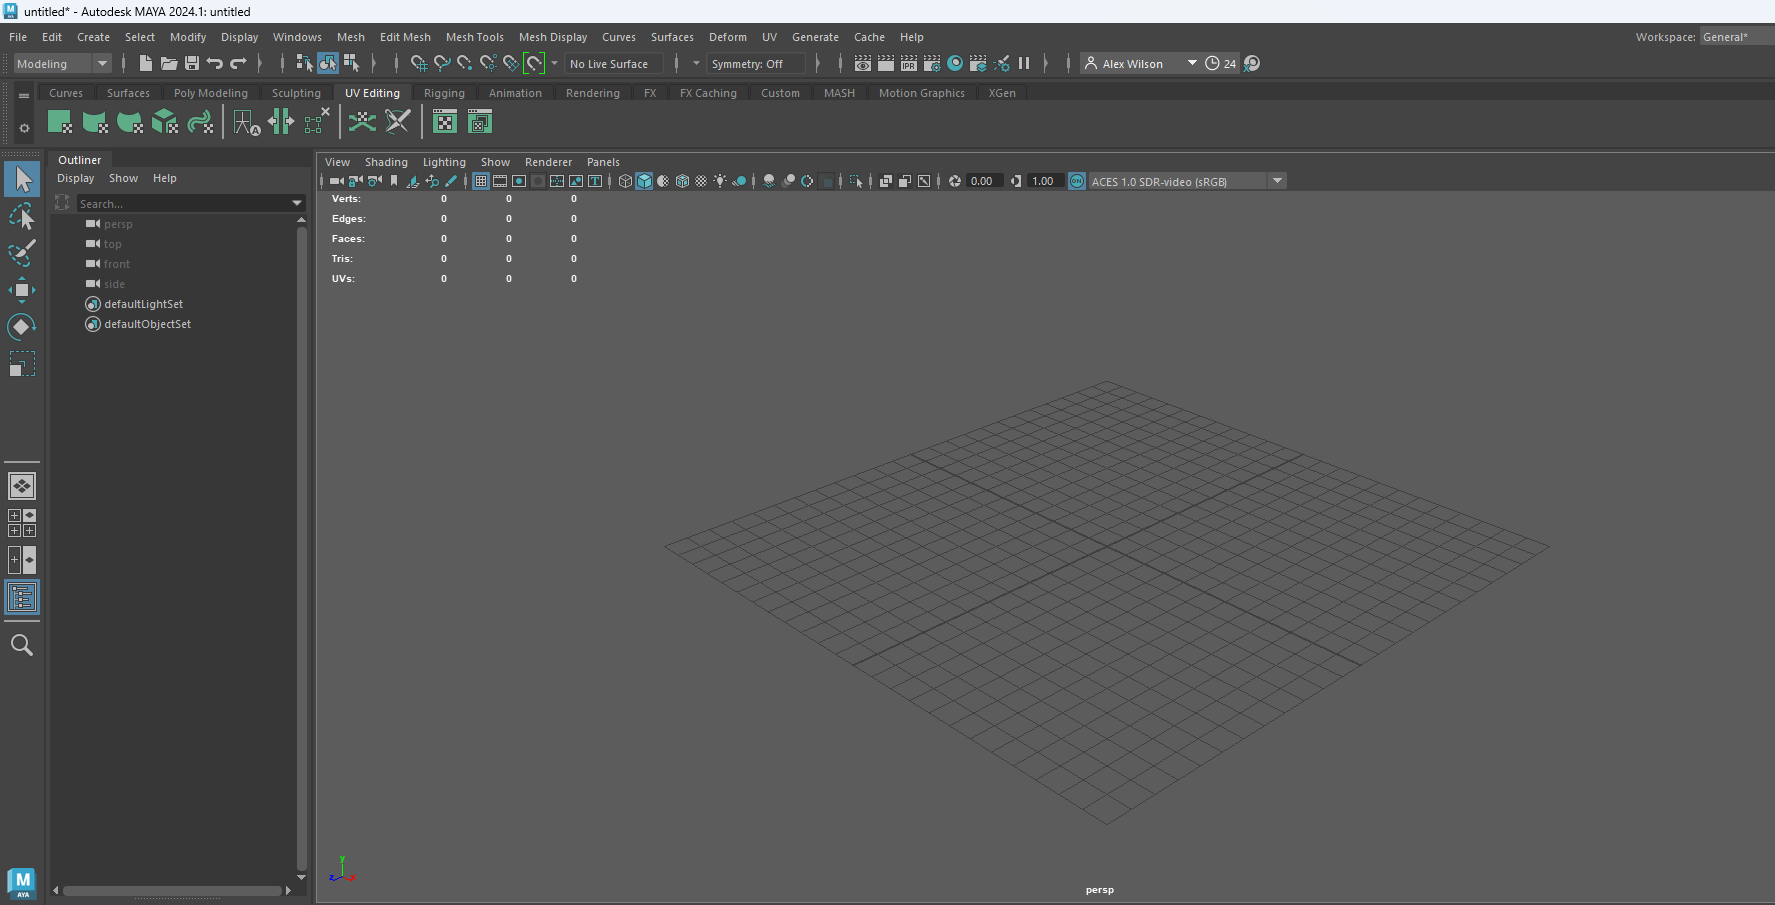 untitled* - Autodesk MAYA 2024.1: untitled
File Edit Create Select Modify Display Windows Mesh Edit Mesh Mesh Tools Mesh Display Curves Surfaces Deform UV Generate Cache Help Workspace: General*
Modeling No Live Surface Symmetry: Off IPR Alex Wilson 24
Curves Surfaces Poly Modeling Sculpting UV Editing Rigging Animation Rendering FX FX Caching Custom MASH Motion Graphics XGen
Outliner
Display Show Help
Search...
persp
top
front
side
defaultLightSet
defaultObjectSet
View Shading Lighting Show Renderer Panels
0.00 1.00 ON ACES 1.0 SDR-video (sRGB)
Verts: 0 0 0
Edges: 0 0 0
Faces: 0 0 0
Tris: 0 0 0
UVs: 0 0 0
y
z x
persp
M
AYA